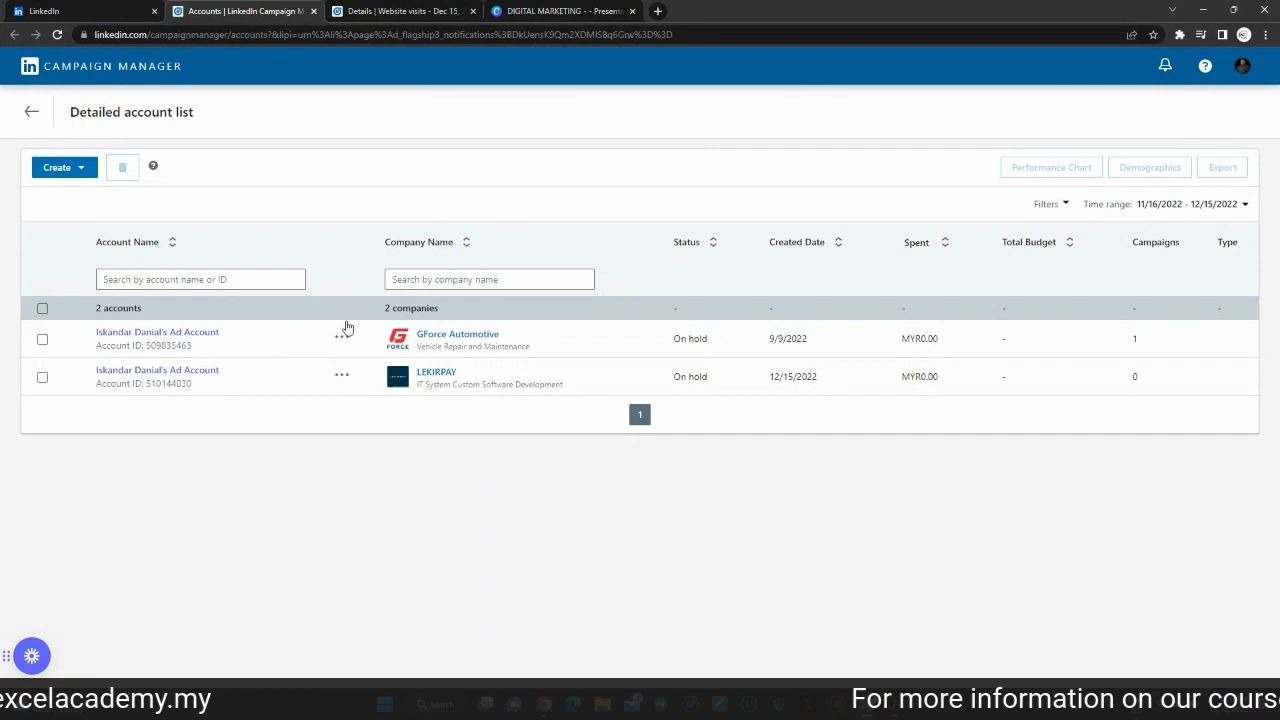 LinkedIn
Accounts | LinkedIn Campaign M
Details | Website visits - Dec 15,
DIGITAL MARKETING - - Present
linkedin.com/campaignmanager/accounts?&lipi=urn%3Ali%3Apage%3Ad_flagship3_notifications%3BDkUensK9Qm2XDMIS8q6Grw%3D%3D
in CAMPAIGN MANAGER
Detailed account list
Create
Performance Chart Demographics Export
Filters Time range: 11/16/2022 - 12/15/2022
Account Name Company Name Status Created Date Spent Total Budget Campaigns Type
Search by account name or ID Search by company name
2 accounts 2 companies - - - - - -
Iskandar Danial's Ad Account GForce Automotive On hold 9/9/2022 MYR0.00 - 1
Account ID: 509835463 Vehicle Repair and Maintenance
Iskandar Danial's Ad Account LEKIRPAY On hold 12/15/2022 MYR0.00 - 0
Account ID: 510144030 IT System Custom Software Development
1
excelacademy.my For more information on our cours
Search